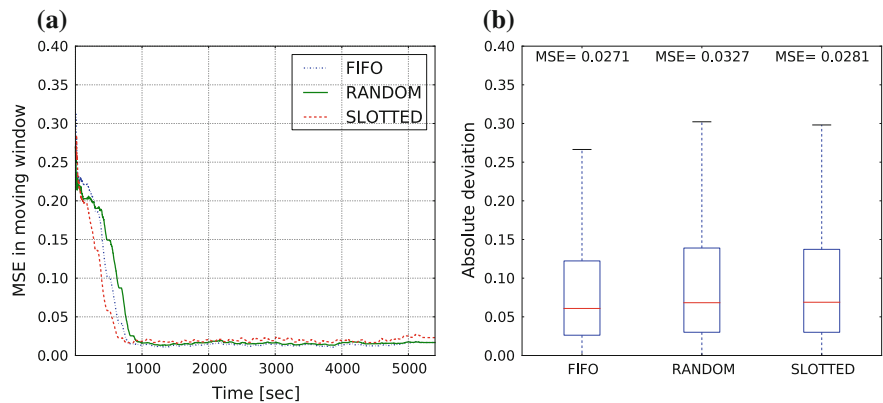 (a)
0.40
0.35
0.30
0.25
0.20
0.15
0.10
0.05
0.00
MSE in moving window
FIFO
RANDOM
SLOTTED
1000 2000 3000 4000 5000
Time [sec]
(b)
0.40
0.35
0.30
0.25
0.20
0.15
0.10
0.05
0.00
Absolute deviation
MSE= 0.0271 MSE= 0.0327 MSE= 0.0281
FIFO RANDOM SLOTTED